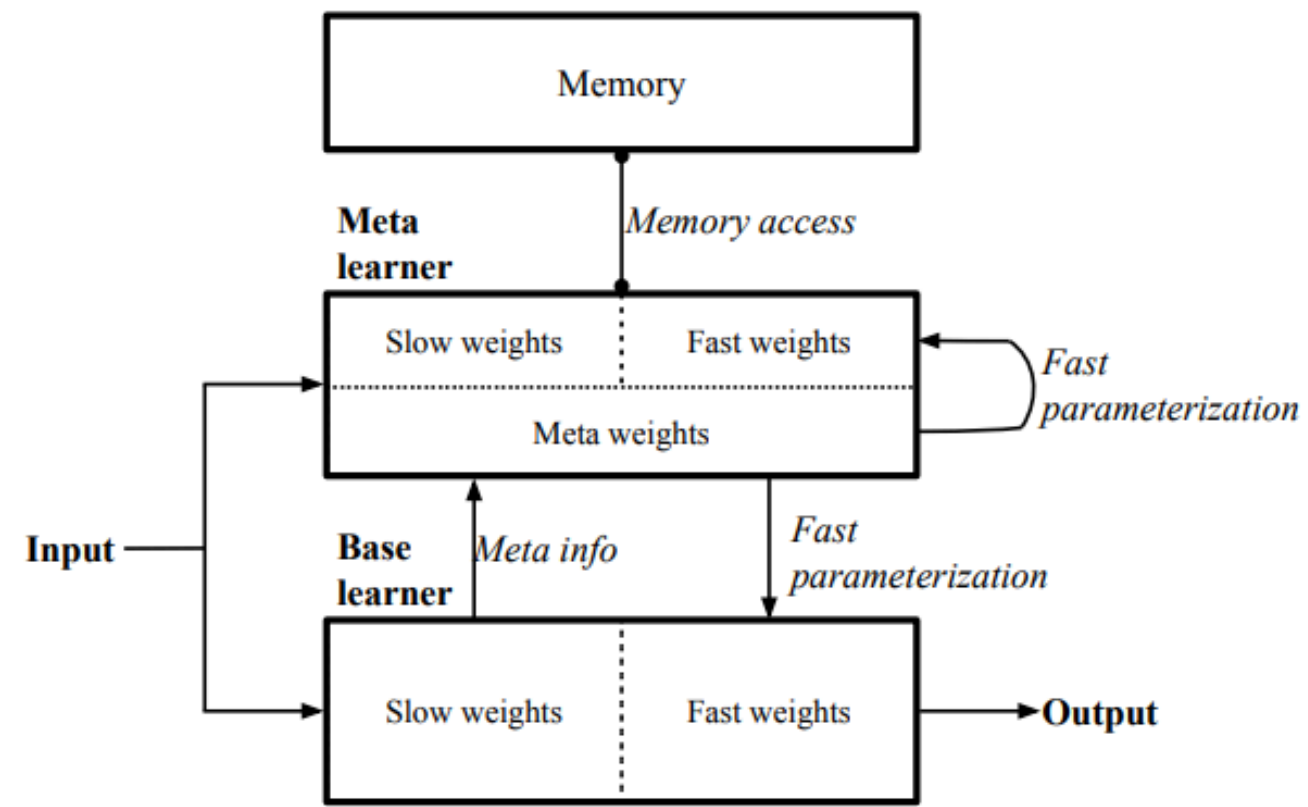 Memory
Meta
learner
Memory access
Slow weights
Fast weights
Fast
parameterization
Meta weights
Input
Base
learner
Meta info
Fast
parameterization
Slow weights
Fast weights
Output